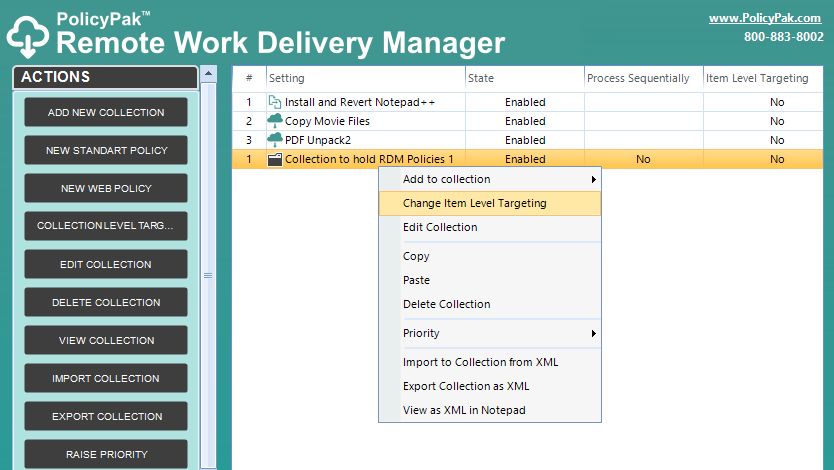 PolicyPak™
Remote Work Delivery Manager
www.PolicyPak.com
800-883-8002
ACTIONS
ADD NEW COLLECTION
NEW STANDART POLICY
NEW WEB POLICY
COLLECTION LEVEL TARG...
EDIT COLLECTION
DELETE COLLECTION
VIEW COLLECTION
IMPORT COLLECTION
EXPORT COLLECTION
RAISE PRIORITY
# Setting State Process Sequentially Item Level Targeting
1 Install and Revert Notepad++ Enabled No
2 Copy Movie Files Enabled No
3 PDF Unpack2 Enabled No
1 Collection to hold RDM Policies 1 Enabled No No
Add to collection
Change Item Level Targeting
Edit Collection
Copy
Paste
Delete Collection
Priority
Import to Collection from XML
Export Collection as XML
View as XML in Notepad